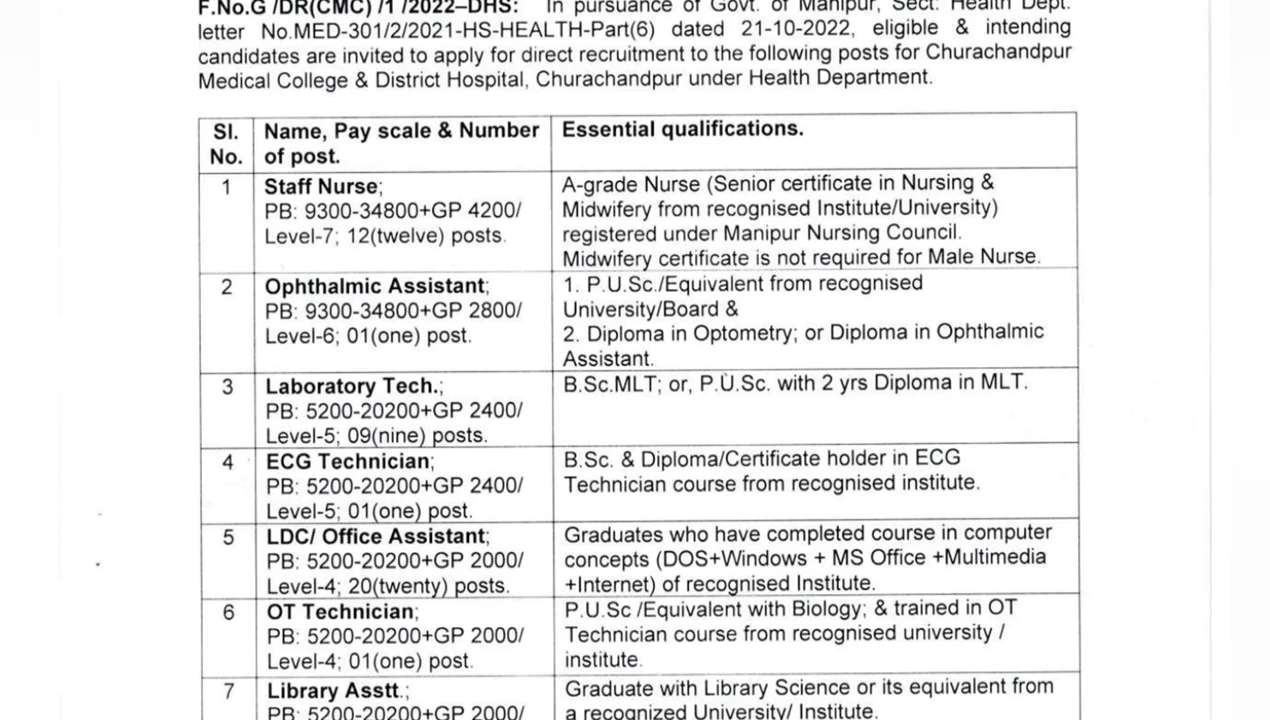 F.No.G /DR(CMC) /1 /2022–DHS: In pursuance of Govt. of Manipur, Sect: Health Dept.
letter No.MED-301/2/2021-HS-HEALTH-Part(6) dated 21-10-2022, eligible & intending
candidates are invited to apply for direct recruitment to the following posts for Churachandpur
Medical College & District Hospital, Churachandpur under Health Department.
Sl. No.
Name, Pay scale & Number
of post.
Essential qualifications.
1
Staff Nurse;
PB: 9300-34800+GP 4200/
Level-7; 12(twelve) posts.
A-grade Nurse (Senior certificate in Nursing &
Midwifery from recognised Institute/University)
registered under Manipur Nursing Council.
Midwifery certificate is not required for Male Nurse.
2
Ophthalmic Assistant;
PB: 9300-34800+GP 2800/
Level-6; 01(one) post.
1. P.U.Sc./Equivalent from recognised
University/Board &
2. Diploma in Optometry; or Diploma in Ophthalmic
Assistant.
3
Laboratory Tech.;
PB: 5200-20200+GP 2400/
Level-5; 09(nine) posts.
B.Sc.MLT; or, P.U.Sc. with 2 yrs Diploma in MLT.
4
ECG Technician;
PB: 5200-20200+GP 2400/
Level-5; 01(one) post.
B.Sc. & Diploma/Certificate holder in ECG
Technician course from recognised institute.
5
LDC/ Office Assistant;
PB: 5200-20200+GP 2000/
Level-4; 20(twenty) posts.
Graduates who have completed course in computer
concepts (DOS+Windows + MS Office +Multimedia
+Internet) of recognised Institute.
6
OT Technician;
PB: 5200-20200+GP 2000/
Level-4; 01(one) post.
P.U.Sc /Equivalent with Biology; & trained in OT
Technician course from recognised university /
institute.
7
Library Asstt.;
PB: 5200-20200+GP 2000/
Graduate with Library Science or its equivalent from
a recognized University/ Institute.